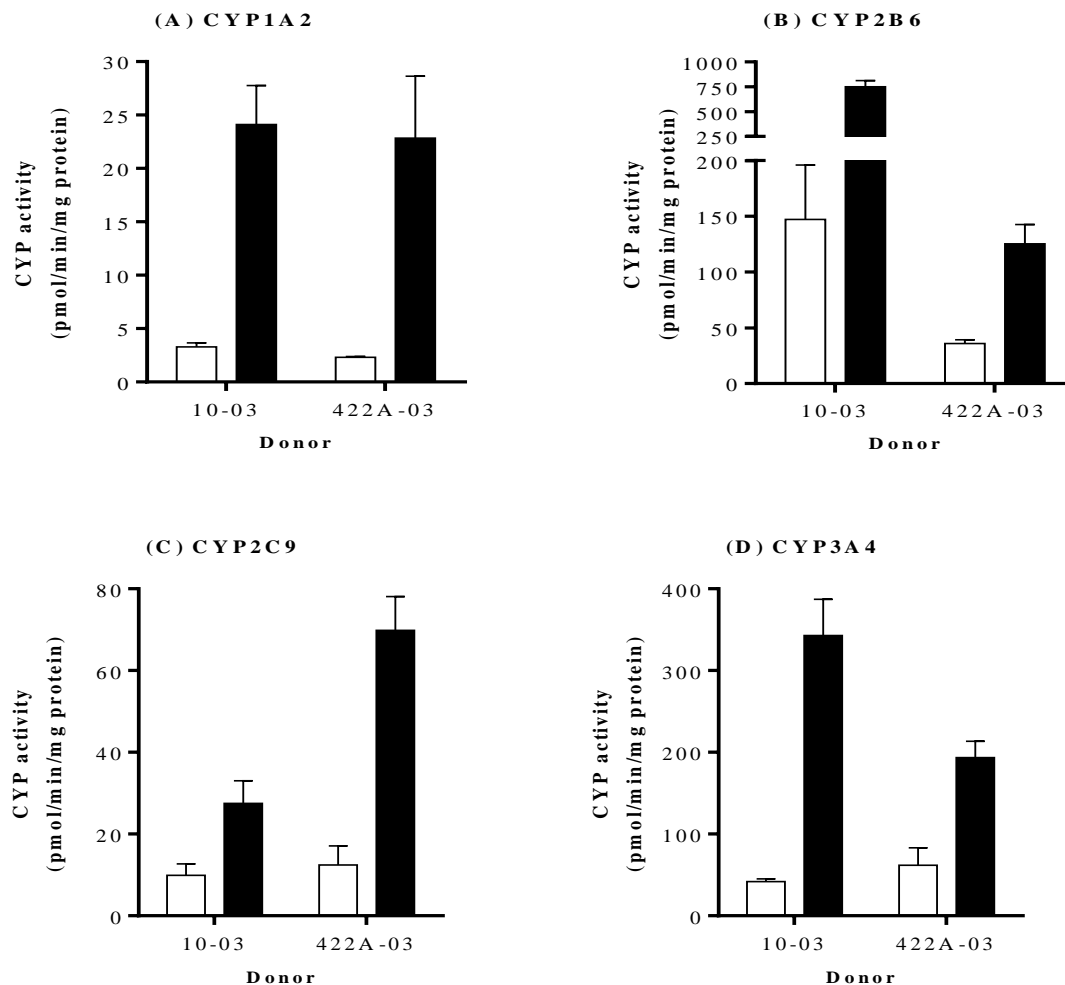 (A) CYP1A2
CYP activity
(pmol/min/mg protein)
30
25
20
15
10
5
0
10-03 422A-03
Donor
(B) CYP2B6
CYP activity
(pmol/min/mg protein)
1000
750
500
250
200
150
100
50
0
10-03 422A-03
Donor
(C) CYP2C9
CYP activity
(pmol/min/mg protein)
80
60
40
20
0
10-03 422A-03
Donor
(D) CYP3A4
CYP activity
(pmol/min/mg protein)
400
300
200
100
0
10-03 422A-03
Donor